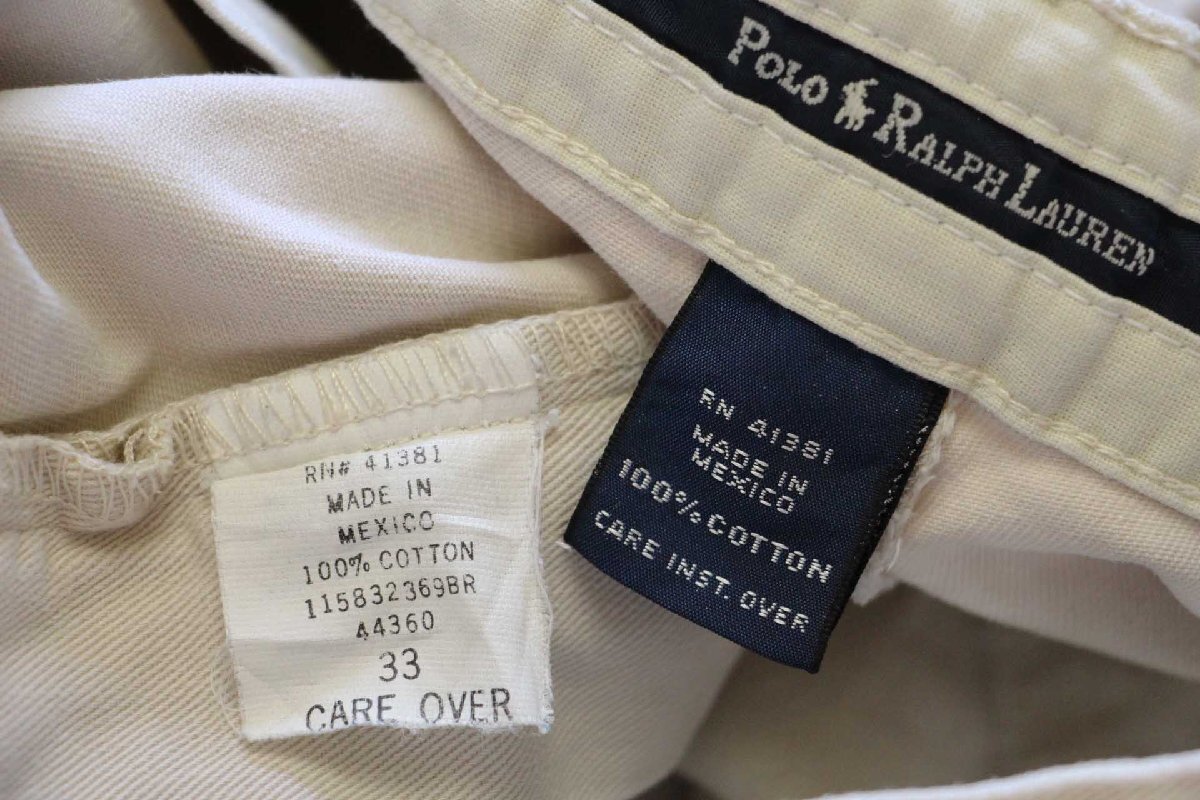 POLO RALPH LAUREN
RN 41381
MADE IN
MEXICO
100% COTTON
CARE INST. OVER
RN# 41381
MADE IN
MEXICO
100% COTTON
115832369BR
44360
33
CARE OVER